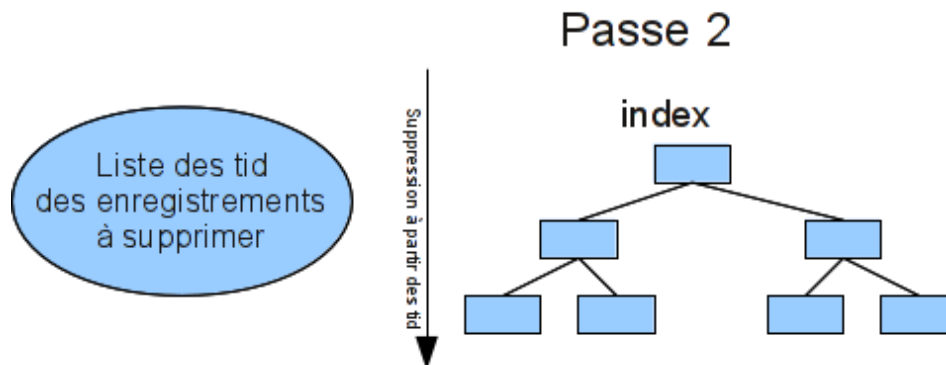 Passe 2
Liste des tid
des enregistrements
à supprimer
Suppression à partir des tid
index